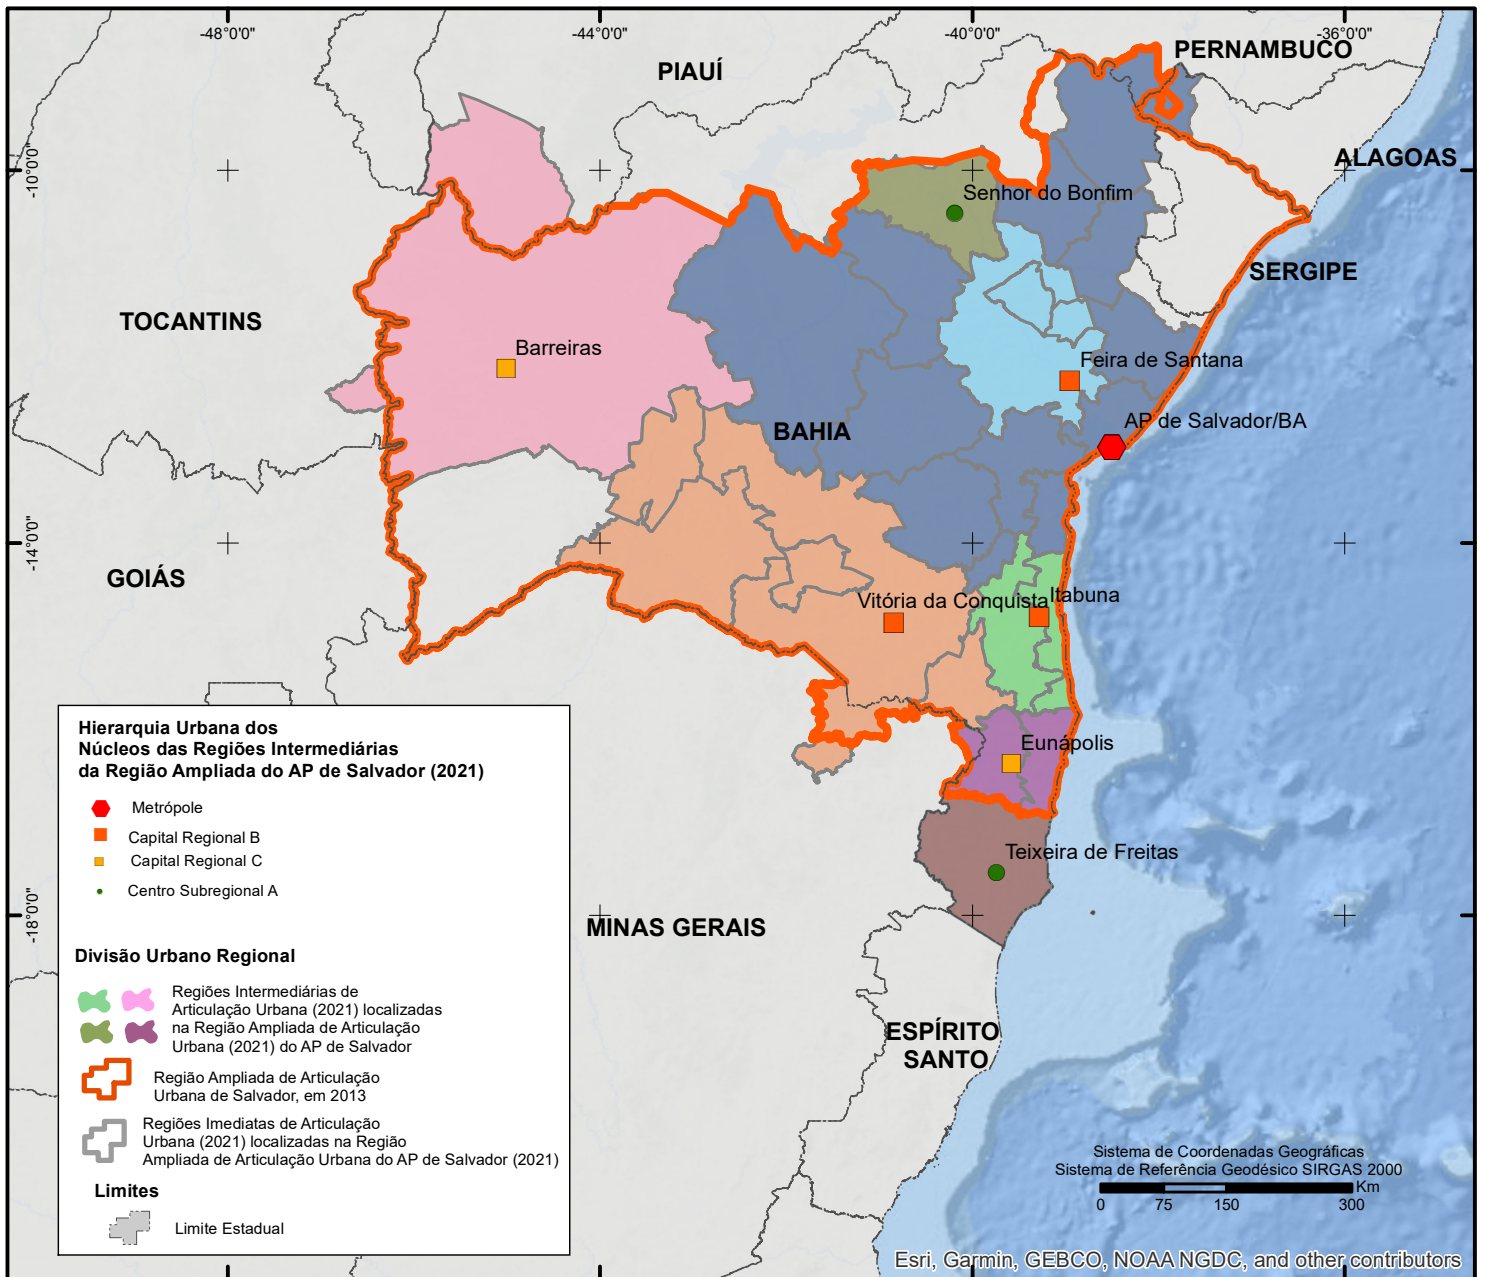 -48°0'0"
-44°0'0"
-40°0'0"
-36°0'0"
PERNAMBUCO
PIAUÍ
ALAGOAS
-10°0'0"
Senhor do Bonfim
SERGIPE
TOCANTINS
Barreiras
Feira de Santana
AP de Salvador/BA
BAHIA
-14°0'0"
GOIÁS
Vitória da Conquista
Itabuna
Eunápolis
Teixeira de Freitas
-18°0'0"
MINAS GERAIS
ESPÍRITO
SANTO
Hierarquia Urbana dos
Núcleos das Regiões Intermediárias
da Região Ampliada do AP de Salvador (2021)
Metrópole
Capital Regional B
Capital Regional C
Centro Subregional A
Divisão Urbano Regional
Regiões Intermediárias de
Articulação Urbana (2021) localizadas
na Região Ampliada de Articulação
Urbana (2021) do AP de Salvador
Região Ampliada de Articulação
Urbana de Salvador, em 2013
Regiões Imediatas de Articulação
Urbana (2021) localizadas na Região
Ampliada de Articulação Urbana do AP de Salvador (2021)
Limites
Limite Estadual
Sistema de Coordenadas Geográficas
Sistema de Referência Geodésico SIRGAS 2000
Km
0 75 150 300
Esri, Garmin, GEBCO, NOAA NGDC, and other contributors